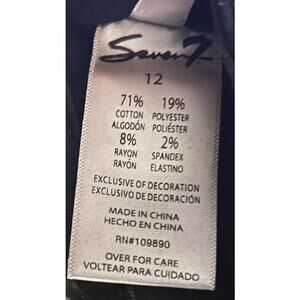 Seven7
12
71% 19%
COTTON POLYESTER
ALGODÓN POLIÉSTER
8% 2%
RAYON SPANDEX
RAYÓN ELASTINO
EXCLUSIVE OF DECORATION
EXCLUSIVO DE DECORACIÓN
MADE IN CHINA
HECHO EN CHINA
RN#109890
OVER FOR CARE
VOLTEAR PARA CUIDADO